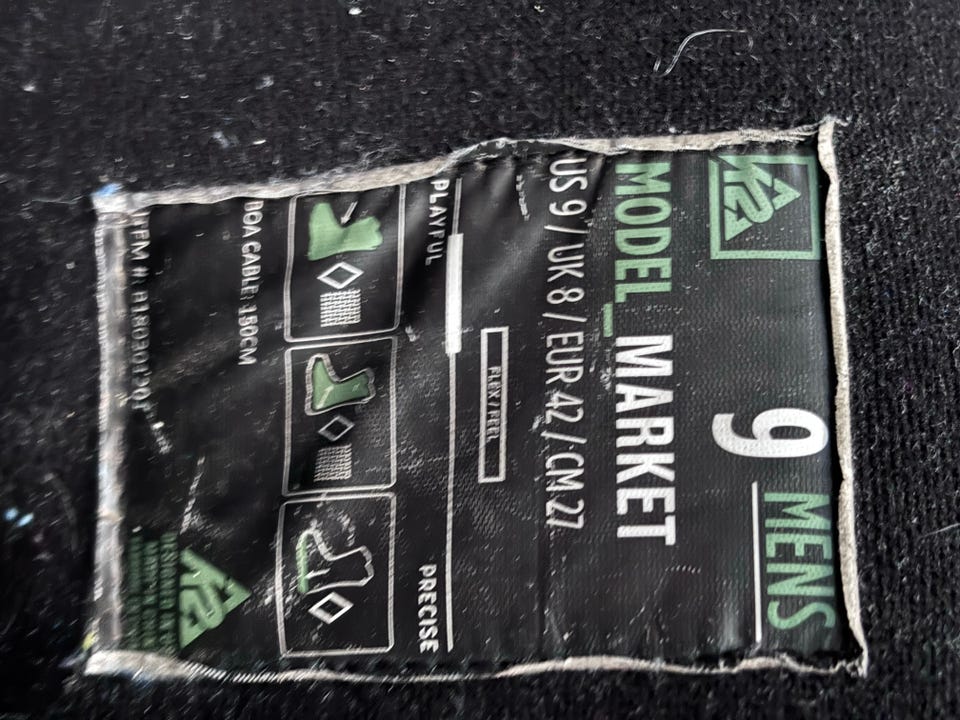 K2
9 MENS
MODEL_MARKET
US 9 / UK 8 / EUR 42 / CM 27
FLEX / FEEL
PLAYFUL PRECISE
BOA CABLE: 150CM
K2